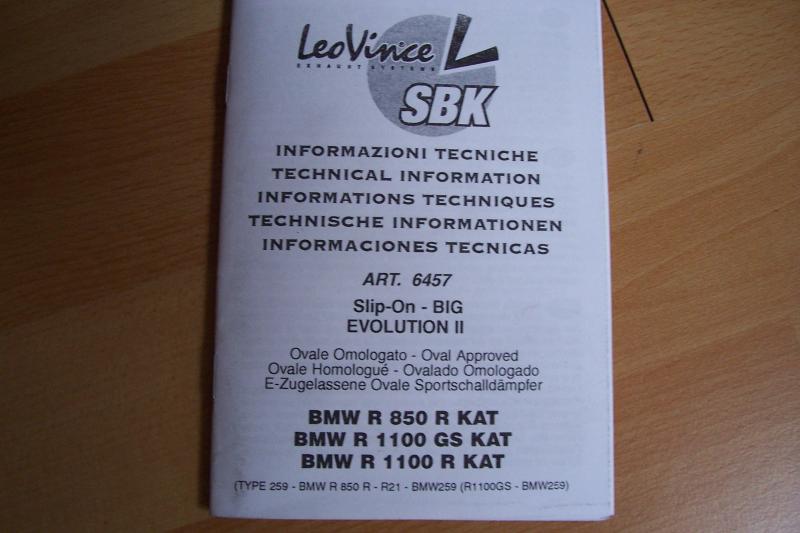 LeoVince L
EXHAUST SYSTEMS
SBK
INFORMAZIONI TECNICHE
TECHNICAL INFORMATION
INFORMATIONS TECHNIQUES
TECHNISCHE INFORMATIONEN
INFORMACIONES TECNICAS
ART. 6457
Slip-On - BIG
EVOLUTION II
Ovale Omologato - Oval Approved
Ovale Homologué - Ovalado Omologado
E-Zugelassene Ovale Sportschalldämpfer
BMW R 850 R KAT
BMW R 1100 GS KAT
BMW R 1100 R KAT
(TYPE 259 - BMW R 850 R - R21 - BMW259 (R1100GS - BMW259)